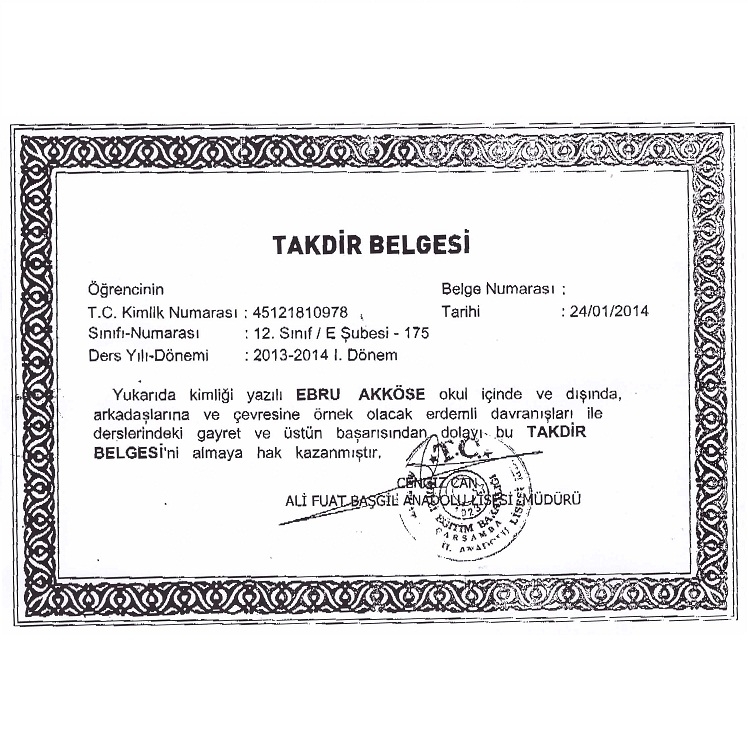 TAKDİR BELGESİ
Öğrencinin
Belge Numarası :
T.C. Kimlik Numarası : 45121810978
Tarihi : 24/01/2014
Sınıfı-Numarası : 12. Sınıf / E Şubesi - 175
Ders Yılı-Dönemi : 2013-2014 I. Dönem
Yukarıda kimliği yazılı EBRU AKKÖSE okul içinde ve dışında,
arkadaşlarına ve çevresine örnek olacak erdemli davranışları ile
derslerindeki gayret ve üstün başarısından dolayı bu TAKDİR
BELGESİ'ni almaya hak kazanmıştır.
T.C.
CENGİZ CAN
ALİ FUAT BAŞGİL ANADOLU LİSESİ MÜDÜRÜ
EĞİTİM
ÇARŞAMBA